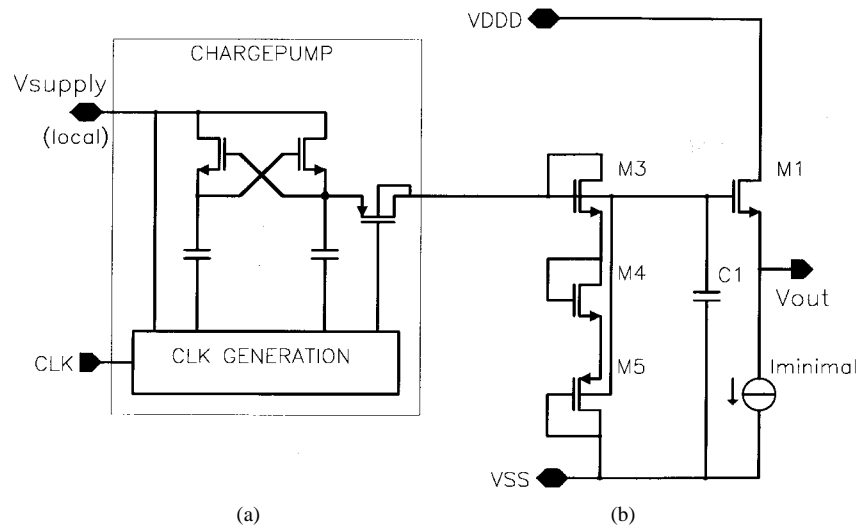 VDDD
CHARGEPUMP
Vsupply
(local)
M3
M1
M4
C1
Vout
CLK
CLK GENERATION
M5
Iminimal
VSS
(a)
(b)